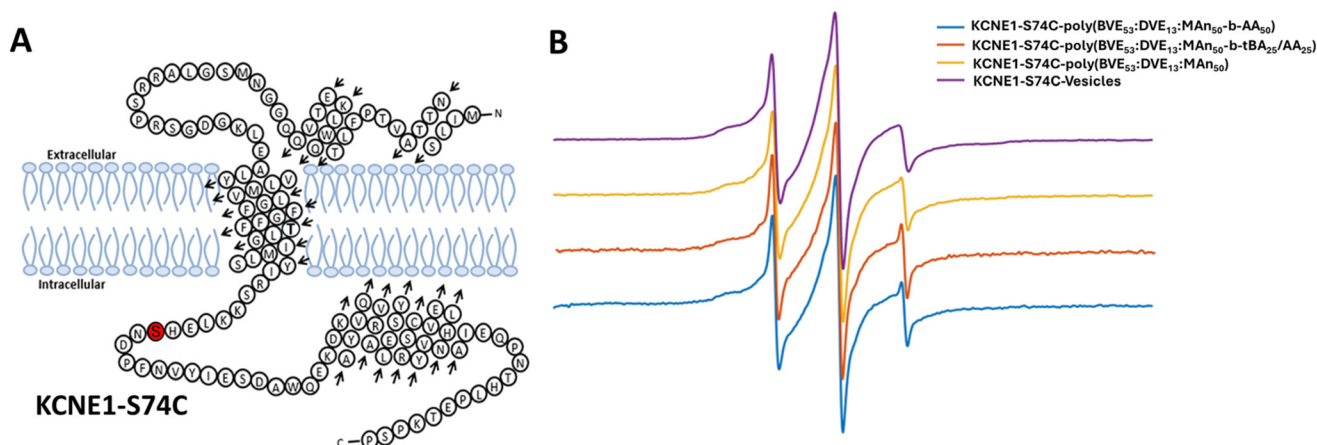 A
R R A L G S M N G G Q
S
P R S G D G K L E A
Q V T E K
Q W L F P T V A T T N
T
S L I M N
Extracellular
Y L
V M L V
F G L F
F F G T
G L I
S L M I Y
Intracellular
R
S
K
K
L
E
H
S
N
D
P F N V Y I E S D A W Q E K
Q V Y E L
I E Q P N T H L P E T K P S P
C
KCNE1-S74C
B
KCNE1-S74C-poly(BVE₅₃:DVE₁₃:MAn₅₀-b-AA₅₀)
KCNE1-S74C-poly(BVE₅₃:DVE₁₃:MAn₅₀-b-tBA₂₅/AA₂₅)
KCNE1-S74C-poly(BVE₅₃:DVE₁₃:MAn₅₀)
KCNE1-S74C-Vesicles